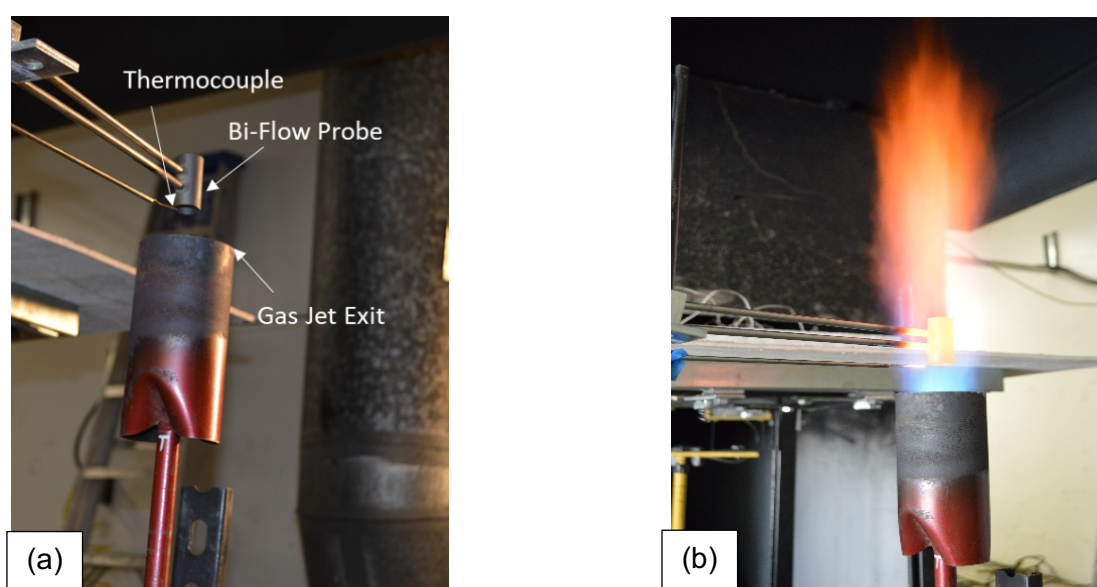 Thermocouple
Bi-Flow Probe
Gas Jet Exit
(a)
(b)